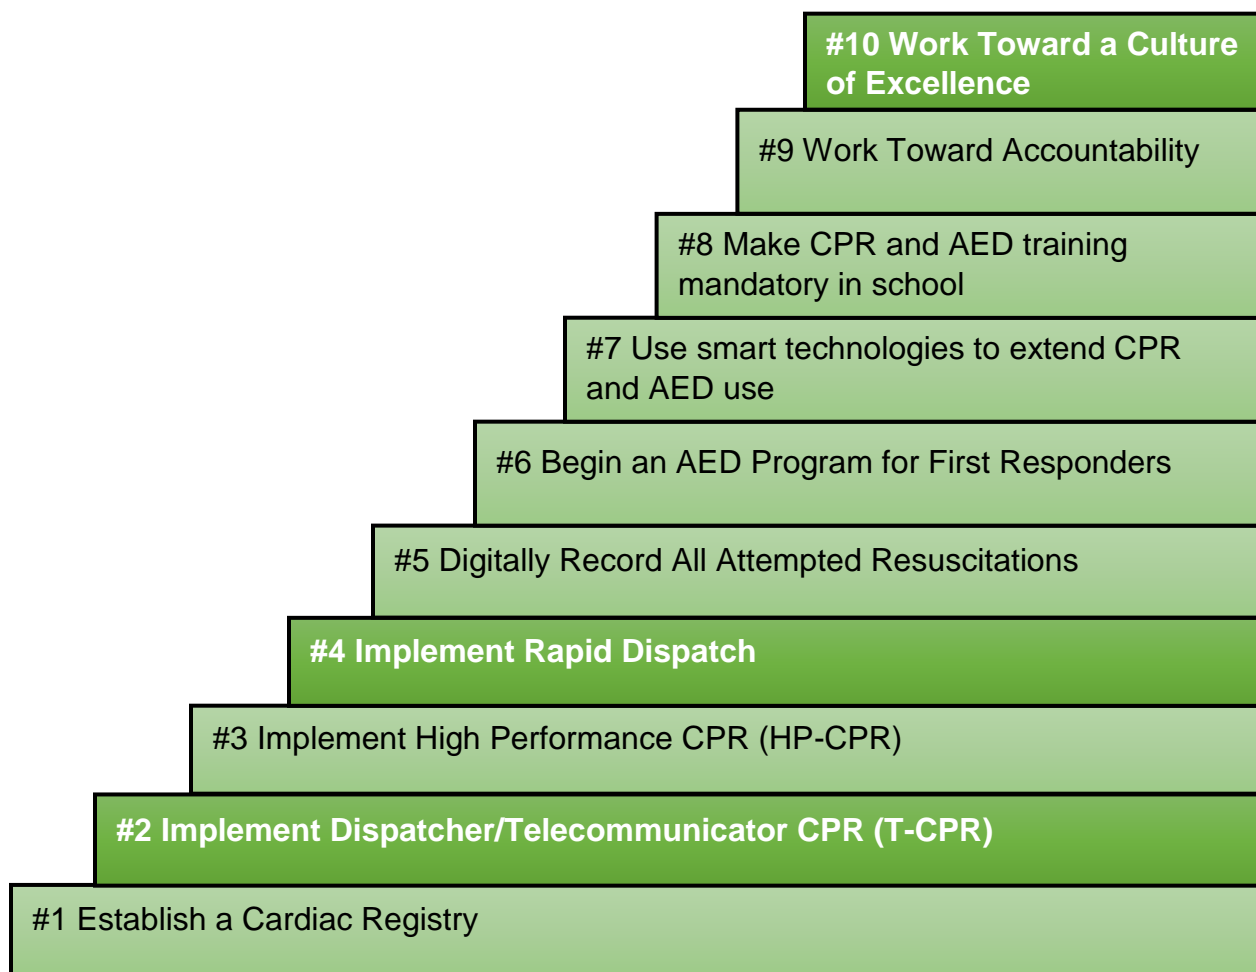 #10 Work Toward a Culture
of Excellence
#9 Work Toward Accountability
#8 Make CPR and AED training
mandatory in school
#7 Use smart technologies to extend CPR
and AED use
#6 Begin an AED Program for First Responders
#5 Digitally Record All Attempted Resuscitations
#4 Implement Rapid Dispatch
#3 Implement High Performance CPR (HP-CPR)
#2 Implement Dispatcher/Telecommunicator CPR (T-CPR)
#1 Establish a Cardiac Registry